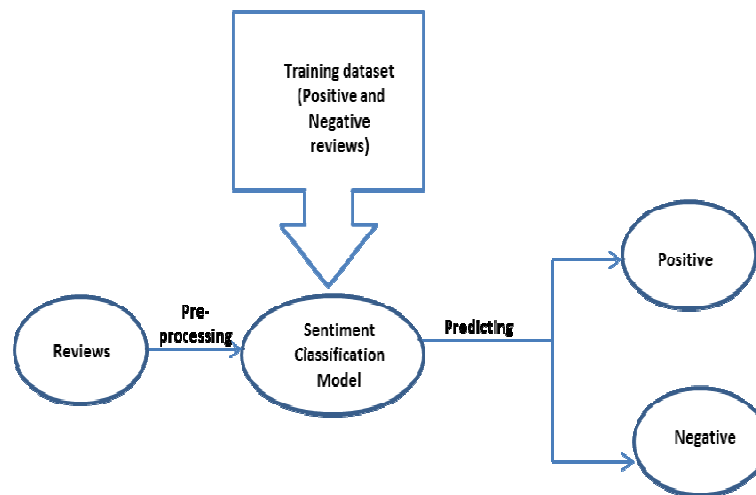 Training dataset
(Positive and
Negative
reviews)
Positive
Pre-
processing
Reviews
Sentiment
Classification
Model
Predicting
Negative